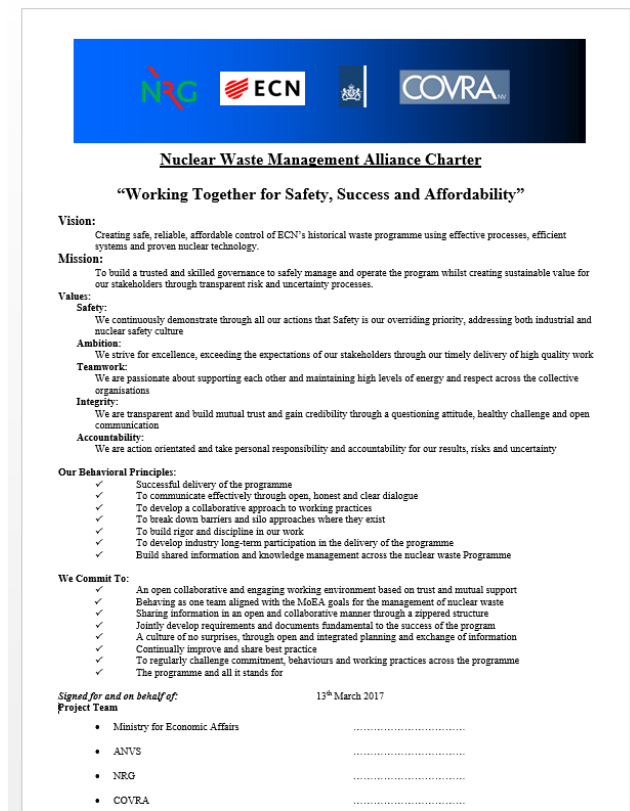 NRG ECN COVRA NV
Nuclear Waste Management Alliance Charter
“Working Together for Safety, Success and Affordability”
Vision:
Creating safe, reliable, affordable control of ECN’s historical waste programme using effective processes, efficient
systems and proven nuclear technology.
Mission:
To build a trusted and skilled governance to safely manage and operate the program whilst creating sustainable value for
our stakeholders through transparent risk and uncertainty processes.
Values:
Safety:
We continuously demonstrate through all our actions that Safety is our overriding priority, addressing both industrial and
nuclear safety culture
Ambition:
We strive for excellence, exceeding the expectations of our stakeholders through our timely delivery of high quality work
Teamwork:
We are passionate about supporting each other and maintaining high levels of energy and respect across the collective
organisations
Integrity:
We are transparent and build mutual trust and gain credibility through a questioning attitude, healthy challenge and open
communication
Accountability:
We are action orientated and take personal responsibility and accountability for our results, risks and uncertainty
Our Behavioral Principles:
✓ Successful delivery of the programme
✓ To communicate effectively through open, honest and clear dialogue
✓ To develop a collaborative approach to working practices
✓ To break down barriers and silo approaches where they exist
✓ To build rigor and discipline in our work
✓ To develop industry long-term participation in the delivery of the programme
✓ Build shared information and knowledge management across the nuclear waste Programme
We Commit To:
✓ An open collaborative and engaging working environment based on trust and mutual support
✓ Behaving as one team aligned with the MoEA goals for the management of nuclear waste
✓ Sharing information in an open and collaborative manner through a zippered structure
✓ Jointly develop requirements and documents fundamental to the success of the program
✓ A culture of no surprises, through open and integrated planning and exchange of information
✓ Continually improve and share best practice
✓ To regularly challenge commitment, behaviours and working practices across the programme
✓ The programme and all it stands for
Signed for and on behalf of: 13th March 2017
Project Team
• Ministry for Economic Affairs ………………………………
• ANVS ………………………………
• NRG ………………………………
• COVRA ………………………………